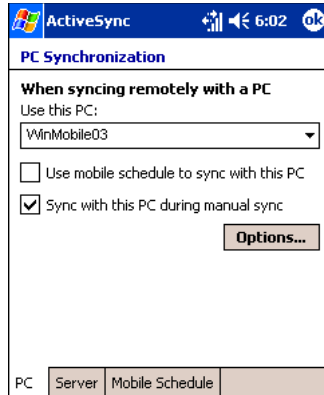 ActiveSync 6:02 ok
PC Synchronization
When syncing remotely with a PC
Use this PC:
WinMobile03
Use mobile schedule to sync with this PC
Sync with this PC during manual sync
Options...
PC Server Mobile Schedule